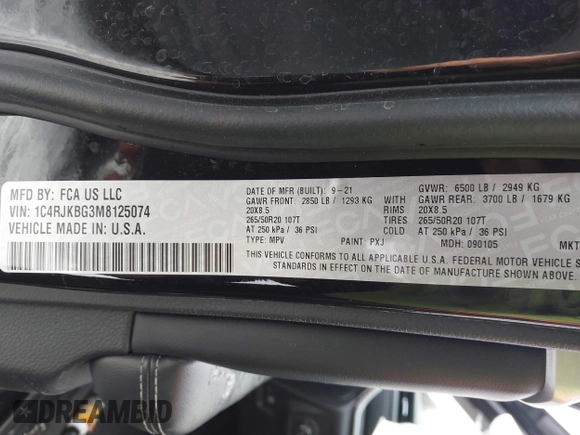 MFD BY: FCA US LLC
VIN: 1C4RJKBG3M8125074
VEHICLE MADE IN: U.S.A.
DATE OF MFR (BUILT): 9-21
GVWR: 6500 LB / 2949 KG
GAWR FRONT: 2850 LB / 1293 KG
GAWR REAR: 3700 LB / 1679 KG
20X8.5 RIMS 20X8.5
265/50R20 107T TIRES 265/50R20 107T
AT 250 kPa / 36 PSI COLD AT 250 kPa / 36 PSI
TYPE: MPV PAINT: PXJ MDH: 090105 MKT
THIS VEHICLE CONFORMS TO ALL APPLICABLE U.S.A. FEDERAL MOTOR VEHICLE S
STANDARDS IN EFFECT ON THE DATE OF MANUFACTURE SHOWN ABOVE.
DREAMBID